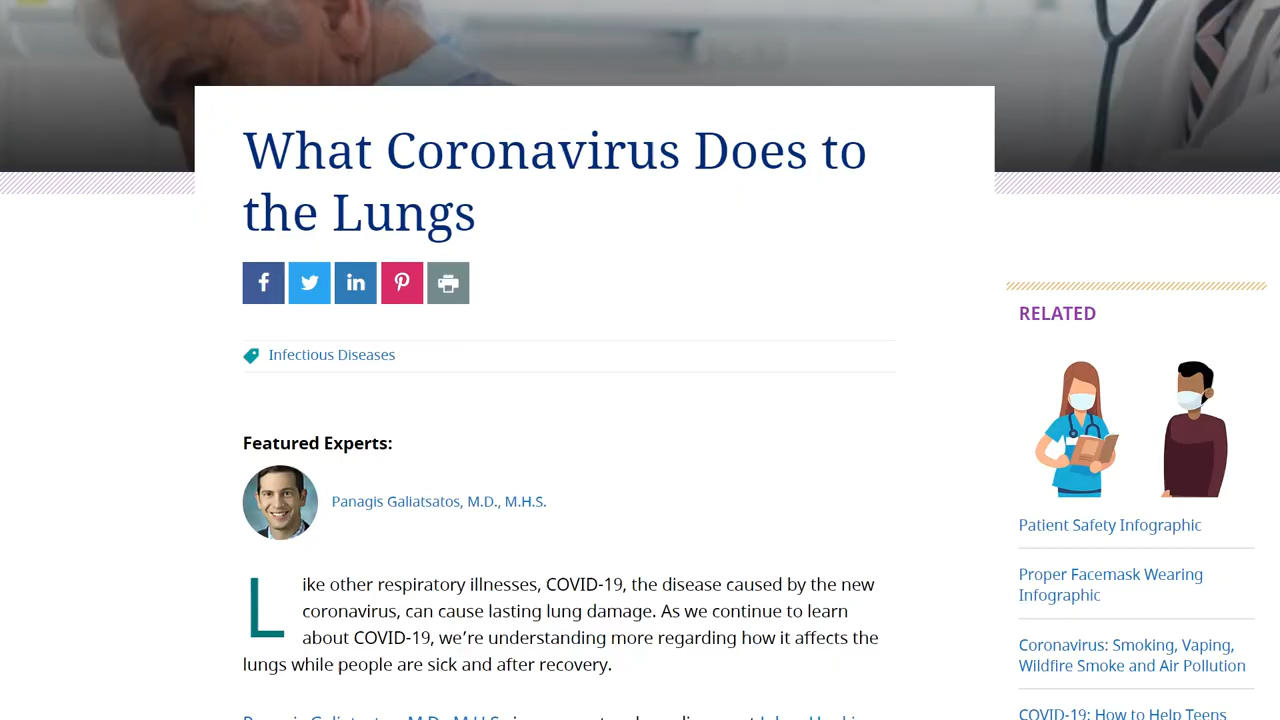 What Coronavirus Does to
the Lungs
Infectious Diseases
Featured Experts:
Panagis Galiatsatos, M.D., M.H.S.
Like other respiratory illnesses, COVID-19, the disease caused by the new
coronavirus, can cause lasting lung damage. As we continue to learn
about COVID-19, we're understanding more regarding how it affects the
lungs while people are sick and after recovery.
RELATED
Patient Safety Infographic
Proper Facemask Wearing
Infographic
Coronavirus: Smoking, Vaping,
Wildfire Smoke and Air Pollution
COVID-19: How to Help Teens